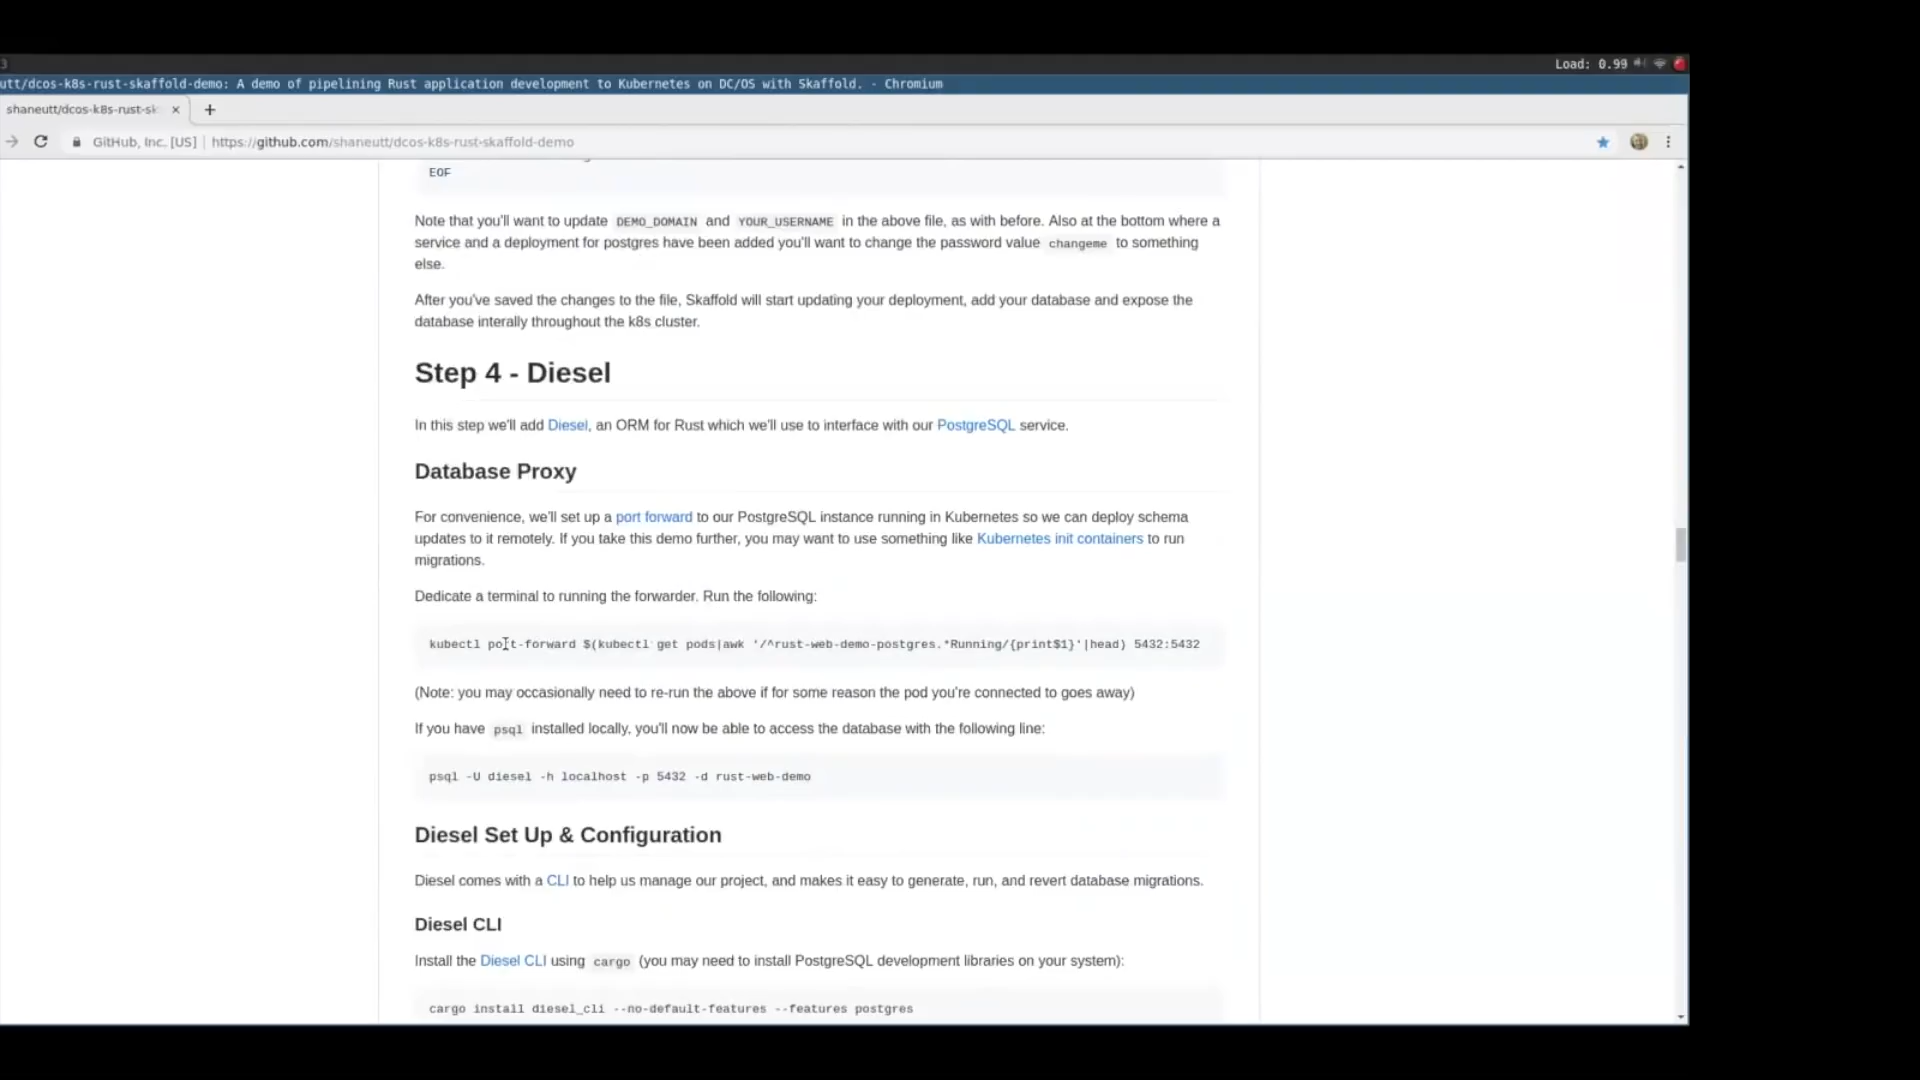 3
Load: 0.99
utt/dcos-k8s-rust-skaffold-demo: A demo of pipelining Rust application development to Kubernetes on DC/OS with Skaffold. - Chromium
shaneutt/dcos-k8s-rust-sk
GitHub, Inc. [US] | https://github.com/shaneutt/dcos-k8s-rust-skaffold-demo
EOF
Note that you'll want to update DEMO_DOMAIN and YOUR_USERNAME in the above file, as with before. Also at the bottom where a
service and a deployment for postgres have been added you'll want to change the password value changeme to something
else.
After you've saved the changes to the file, Skaffold will start updating your deployment, add your database and expose the
database interally throughout the k8s cluster.
Step 4 - Diesel
In this step we'll add Diesel, an ORM for Rust which we'll use to interface with our PostgreSQL service.
Database Proxy
For convenience, we'll set up a port forward to our PostgreSQL instance running in Kubernetes so we can deploy schema
updates to it remotely. If you take this demo further, you may want to use something like Kubernetes init containers to run
migrations.
Dedicate a terminal to running the forwarder. Run the following:
kubectl port-forward $(kubectl get pods|awk '/^rust-web-demo-postgres.*Running/{print$1}'|head) 5432:5432
(Note: you may occasionally need to re-run the above if for some reason the pod you're connected to goes away)
If you have psql installed locally, you'll now be able to access the database with the following line:
psql -U diesel -h localhost -p 5432 -d rust-web-demo
Diesel Set Up & Configuration
Diesel comes with a CLI to help us manage our project, and makes it easy to generate, run, and revert database migrations.
Diesel CLI
Install the Diesel CLI using cargo (you may need to install PostgreSQL development libraries on your system):
cargo install diesel_cli --no-default-features --features postgres